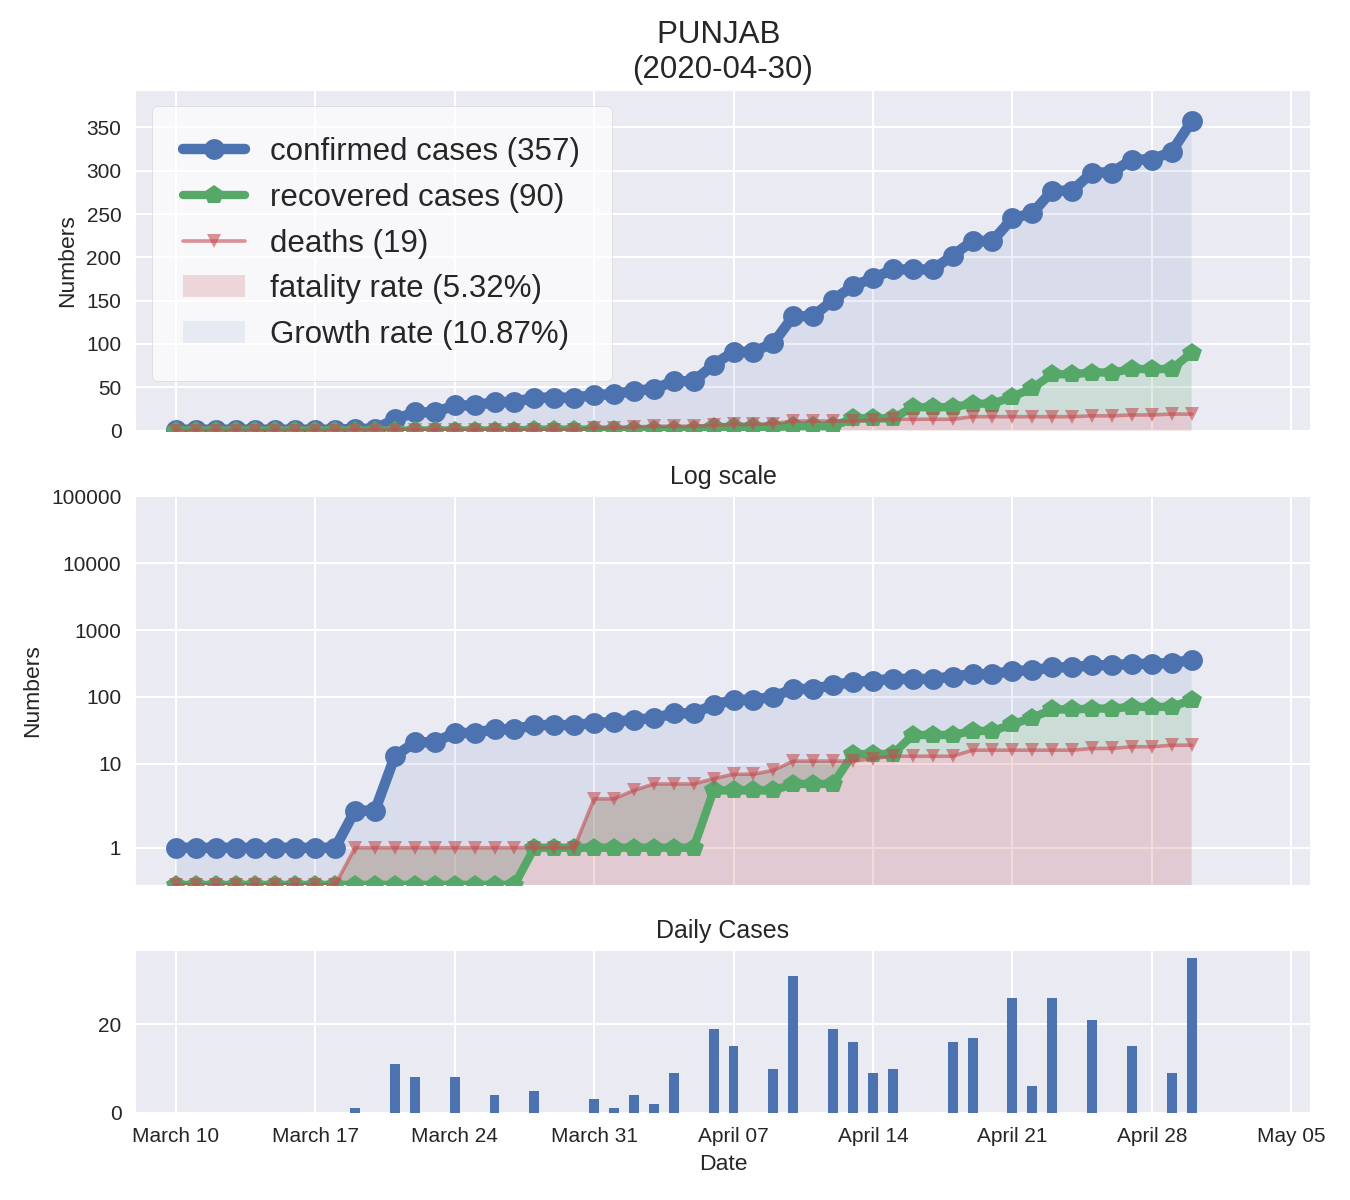 PUNJAB
(2020-04-30)
350
300
250
200
150
100
50
0
Numbers
confirmed cases (357)
recovered cases (90)
deaths (19)
fatality rate (5.32%)
Growth rate (10.87%)
Log scale
100000
10000
1000
100
10
1
Numbers
Daily Cases
20
0
March 10 March 17 March 24 March 31 April 07 April 14 April 21 April 28 May 05
Date